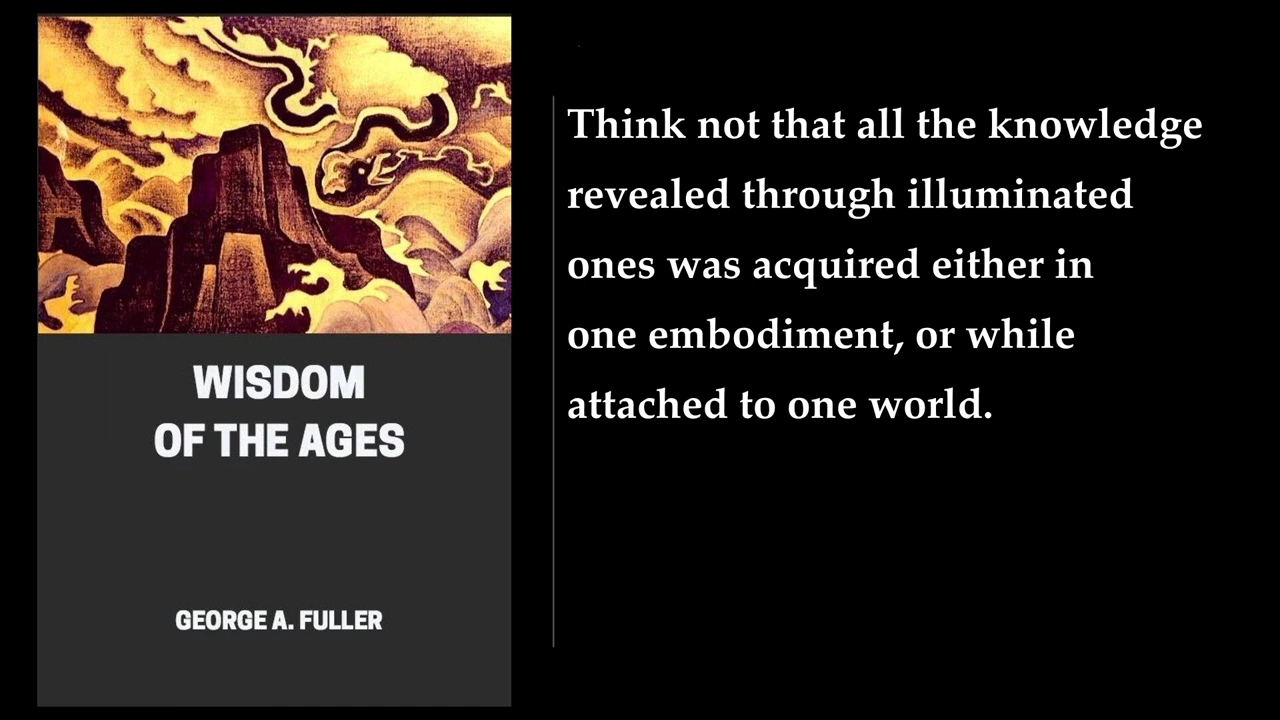 WISDOM
OF THE AGES
GEORGE A. FULLER
Think not that all the knowledge
revealed through illuminated
ones was acquired either in
one embodiment, or while
attached to one world.